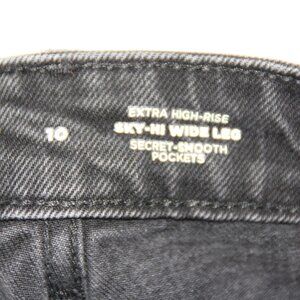 10
EXTRA HIGH-RISE
SKY-HI WIDE LEG
SECRET-SMOOTH
POCKETS